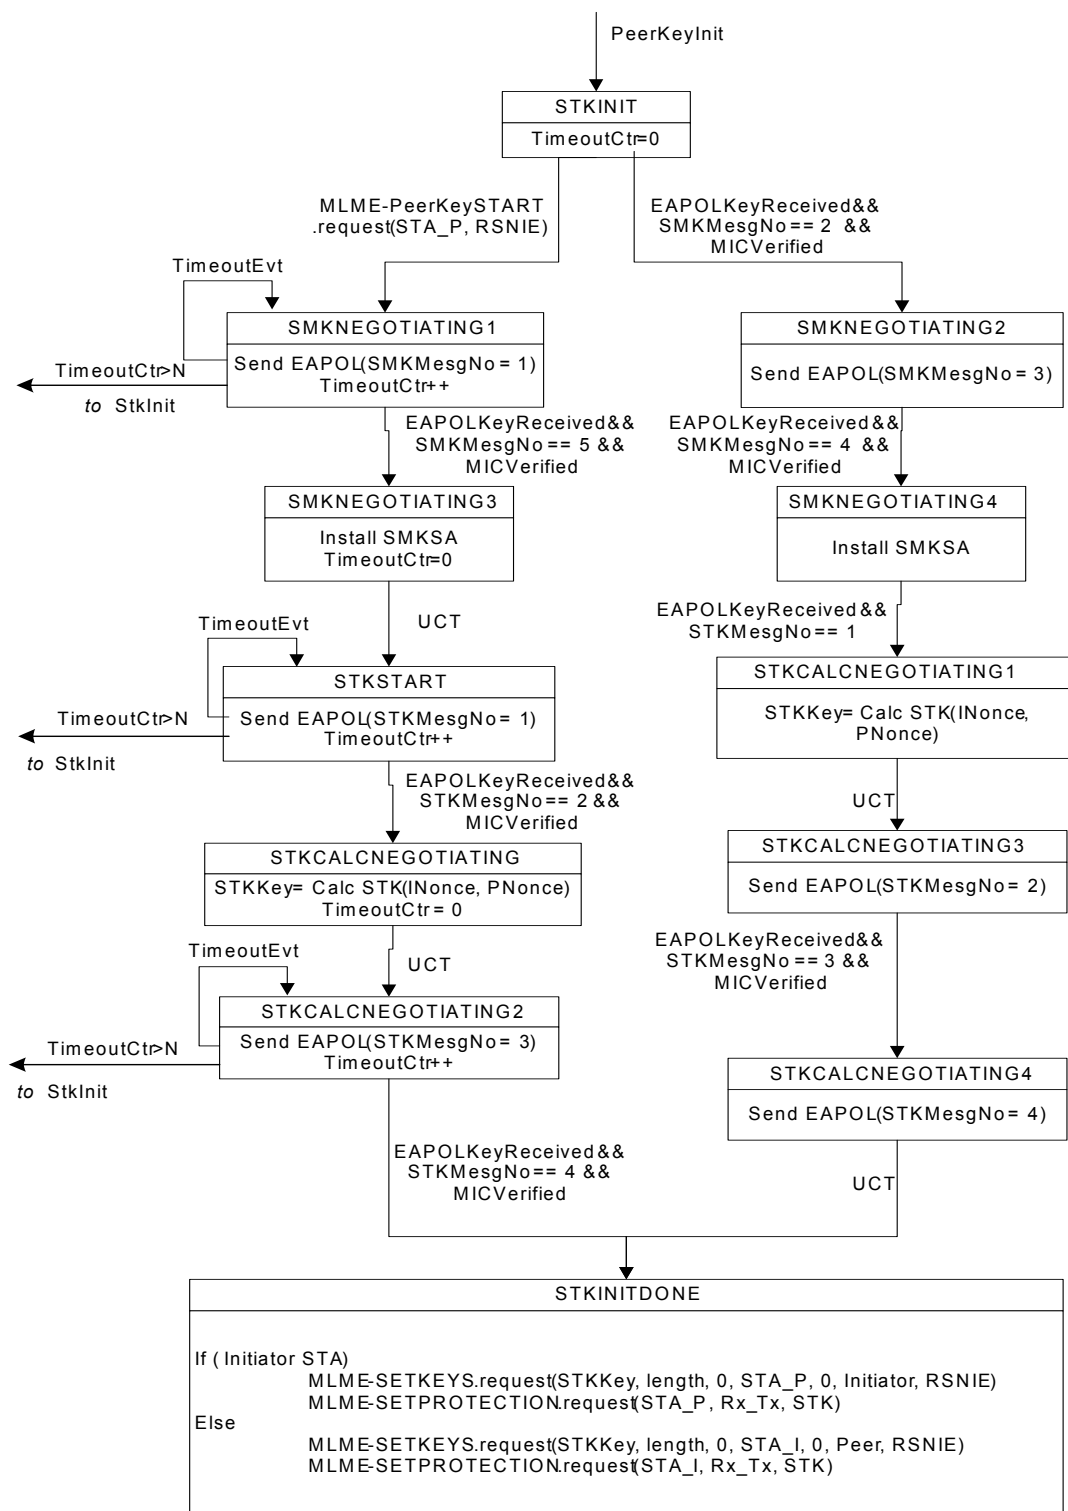 PeerKeyInit
STKINIT
TimeoutCtr=0
MLME-PeerKeySTART
.request(STA_P, RSNIE)
EAPOLKeyReceived&&
SMKMesgNo== 2 &&
MICVerified
TimeoutEvt
SMKNEGOTIATING1
Send EAPOL(SMKMesgNo= 1)
TimeoutCtr++
TimeoutCtr>N
to StkInit
SMKNEGOTIATING2
Send EAPOL(SMKMesgNo= 3)
EAPOLKeyReceived&&
SMKMesgNo== 5 &&
MICVerified
EAPOLKeyReceived&&
SMKMesgNo== 4 &&
MICVerified
SMKNEGOTIATING3
Install SMKSA
TimeoutCtr=0
SMKNEGOTIATING4
Install SMKSA
UCT
EAPOLKeyReceived&&
STKMesgNo== 1
TimeoutEvt
STKSTART
Send EAPOL(STKMesgNo= 1)
TimeoutCtr++
TimeoutCtr>N
to StkInit
STKCALCNEGOTIATING1
STKKey= Calc STK(INonce,
PNonce)
EAPOLKeyReceived&&
STKMesgNo== 2 &&
MICVerified
UCT
STKCALCNEGOTIATING
STKKey= Calc STK(INonce, PNonce)
TimeoutCtr= 0
STKCALCNEGOTIATING3
Send EAPOL(STKMesgNo= 2)
UCT
EAPOLKeyReceived&&
STKMesgNo== 3 &&
MICVerified
TimeoutEvt
STKCALCNEGOTIATING2
Send EAPOL(STKMesgNo= 3)
TimeoutCtr++
TimeoutCtr>N
to StkInit
STKCALCNEGOTIATING4
Send EAPOL(STKMesgNo= 4)
EAPOLKeyReceived&&
STKMesgNo== 4 &&
MICVerified
UCT
STKINITDONE
If ( Initiator STA)
MLME-SETKEYS.request(STKKey, length, 0, STA_P, 0, Initiator, RSNIE)
MLME-SETPROTECTION.request(STA_P, Rx_Tx, STK)
Else
MLME-SETKEYS.request(STKKey, length, 0, STA_I, 0, Peer, RSNIE)
MLME-SETPROTECTION.request(STA_I, Rx_Tx, STK)